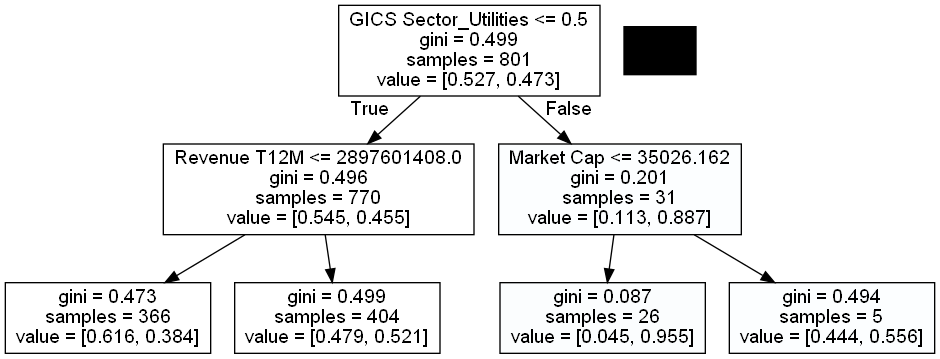 GICS Sector_Utilities <= 0.5
gini = 0.499
samples = 801
value = [0.527, 0.473]
True
False
Revenue T12M <= 2897601408.0
gini = 0.496
samples = 770
value = [0.545, 0.455]
Market Cap <= 35026.162
gini = 0.201
samples = 31
value = [0.113, 0.887]
gini = 0.473
samples = 366
value = [0.616, 0.384]
gini = 0.499
samples = 404
value = [0.479, 0.521]
gini = 0.087
samples = 26
value = [0.045, 0.955]
gini = 0.494
samples = 5
value = [0.444, 0.556]